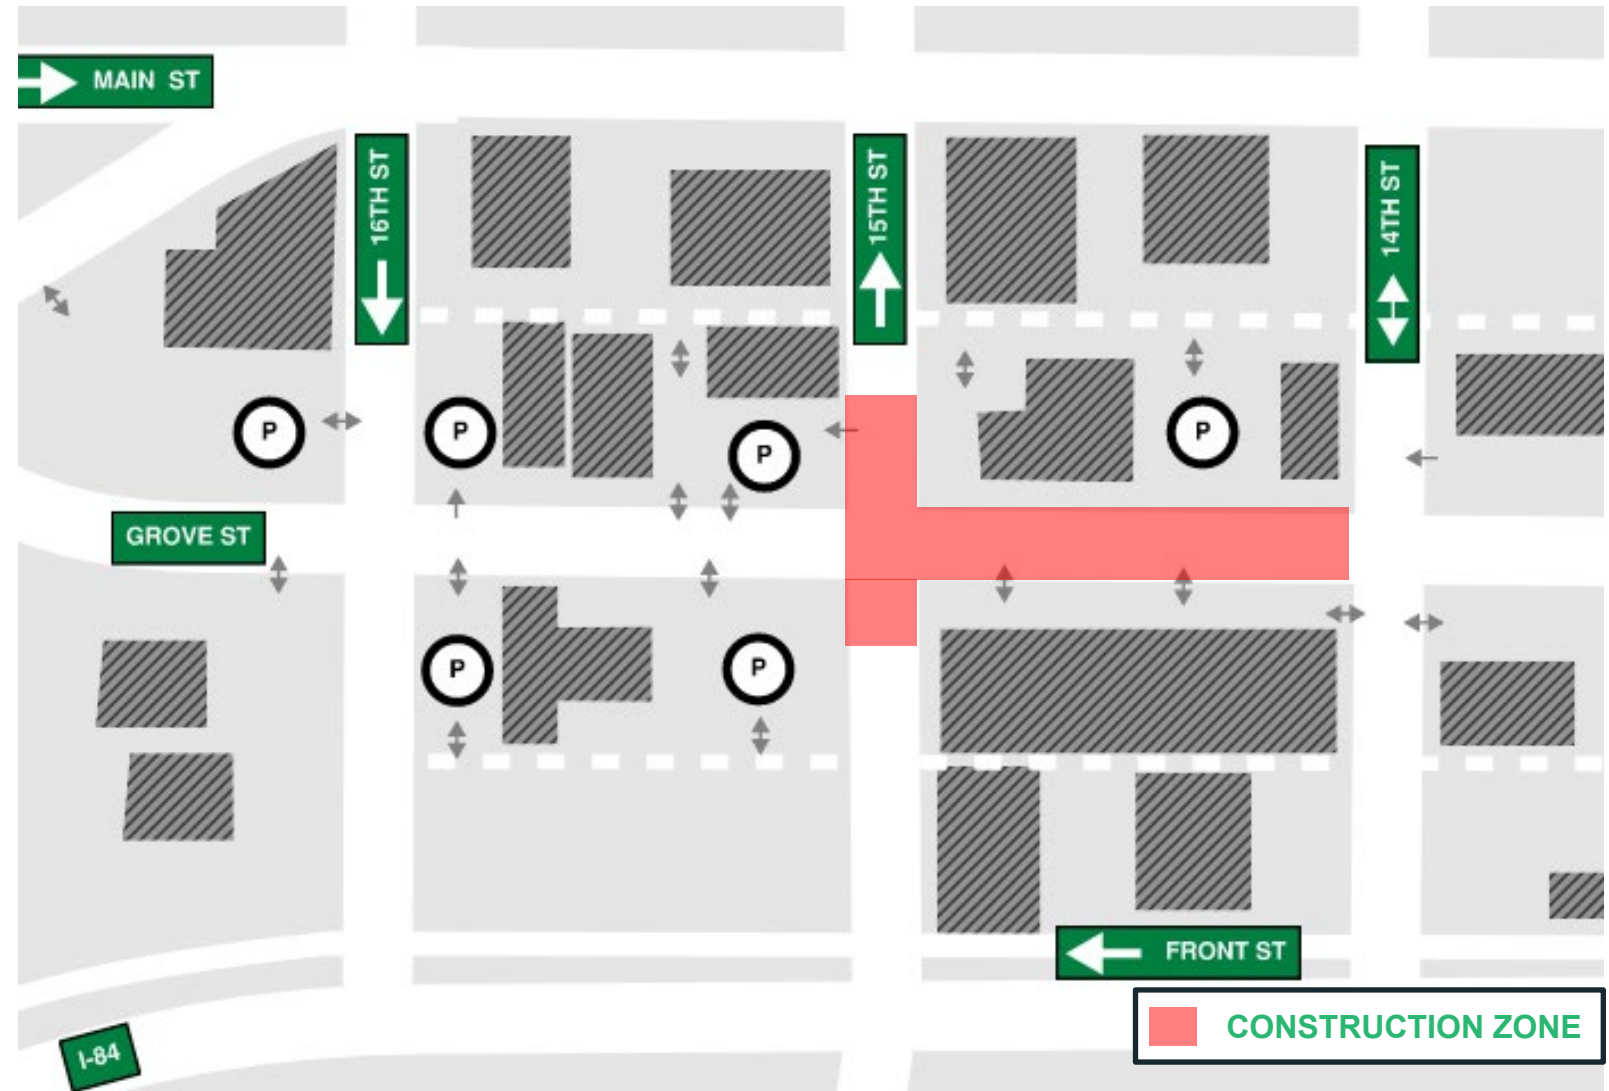 MAIN ST
16TH ST
15TH ST
14TH ST
P
P
P
P
GROVE ST
P
P
FRONT ST
CONSTRUCTION ZONE
I-84